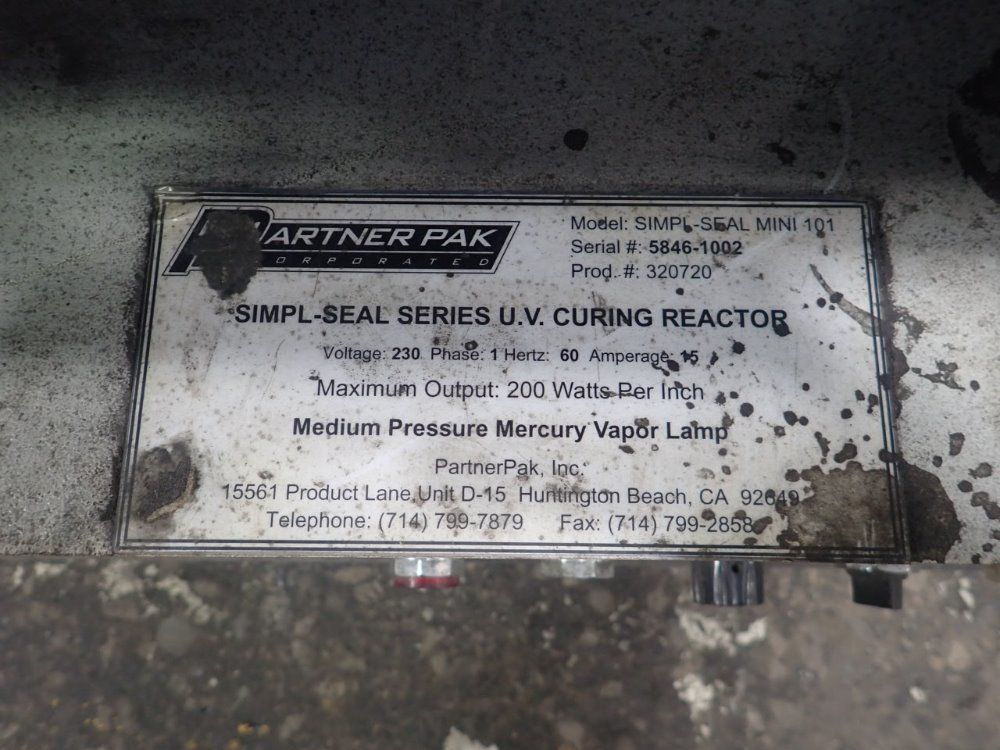 PARTNER PAK
INCORPORATED
Model: SIMPL-SEAL MINI 101
Serial #: 5846-1002
Prod. #: 320720
SIMPL-SEAL SERIES U.V. CURING REACTOR
Voltage: 230 Phase: 1 Hertz: 60 Amperage: 15
Maximum Output: 200 Watts Per Inch
Medium Pressure Mercury Vapor Lamp
PartnerPak, Inc.
15561 Product Lane, Unit D-15 Huntington Beach, CA 92649
Telephone: (714) 799-7879 Fax: (714) 799-2858